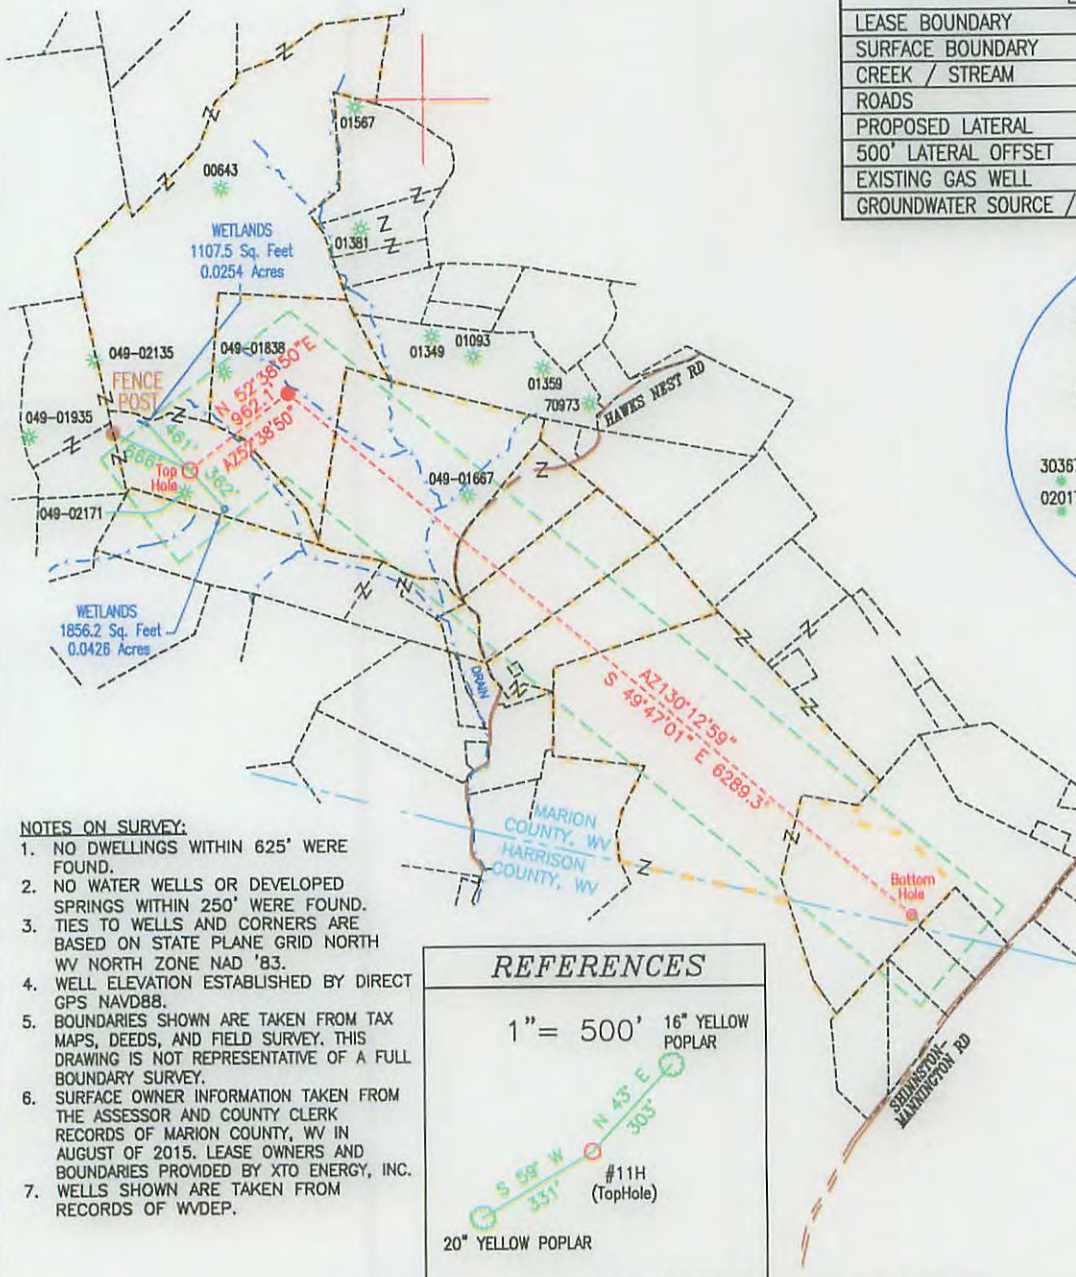 LEASE BOUNDARY
SURFACE BOUNDARY
CREEK / STREAM
ROADS
PROPOSED LATERAL
500' LATERAL OFFSET
EXISTING GAS WELL
GROUNDWATER SOURCE /
Z
Z
01567
Z
00643
Z
Z
Z
01381
WETLANDS
1107.5 Sq. Feet
0.0254 Acres
01349
01093
01359
70973
HAWKS NEST RD
049-02135
049-01838
FENCE
POST
N 52°38'50"E
962.1'
AZ52°38'50"
049-01935
Z
Z
Z
461'
666'
362'
Top
Hole
049-01667
Z
049-02171
30367
02017
WETLANDS
1856.2 Sq. Feet
0.0426 Acres
Z
Z
DRAIN
Z
Z
Z
Z
AZ130°12'59"
S 49°47'01" E 6289.3'
MARION
COUNTY, WV
HARRISON
COUNTY, WV
Z
Z
Bottom
Hole
SHINNSTON-
MANNINGTON RD
NOTES ON SURVEY:
1. NO DWELLINGS WITHIN 625' WERE
FOUND.
2. NO WATER WELLS OR DEVELOPED
SPRINGS WITHIN 250' WERE FOUND.
3. TIES TO WELLS AND CORNERS ARE
BASED ON STATE PLANE GRID NORTH
WV NORTH ZONE NAD '83.
4. WELL ELEVATION ESTABLISHED BY DIRECT
GPS NAVD88.
5. BOUNDARIES SHOWN ARE TAKEN FROM TAX
MAPS, DEEDS, AND FIELD SURVEY. THIS
DRAWING IS NOT REPRESENTATIVE OF A FULL
BOUNDARY SURVEY.
6. SURFACE OWNER INFORMATION TAKEN FROM
THE ASSESSOR AND COUNTY CLERK
RECORDS OF MARION COUNTY, WV IN
AUGUST OF 2015. LEASE OWNERS AND
BOUNDARIES PROVIDED BY XTO ENERGY, INC.
7. WELLS SHOWN ARE TAKEN FROM
RECORDS OF WVDEP.
REFERENCES
1"= 500'
16" YELLOW
POPLAR
N 43° E
303'
S 59° W
331'
#11H
(TopHole)
20" YELLOW POPLAR